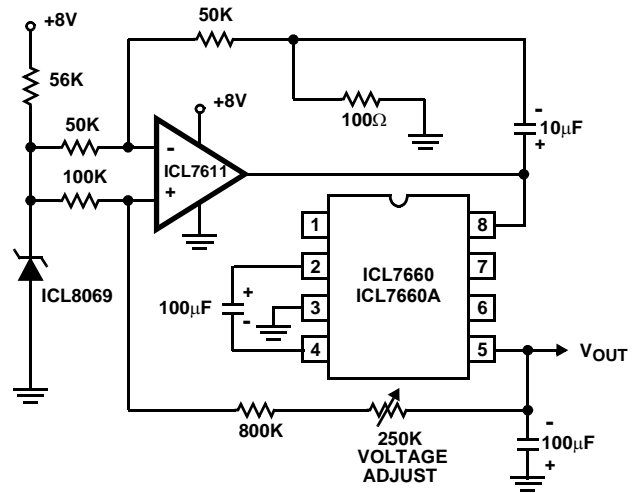 +8V
50K
56K
+8V
50K
100Ω
-
10µF
+
-
ICL7611
100K
+
1
8
ICL7660
ICL7660A
2
7
ICL8069
+
100µF
-
3
6
4
5
VOUT
800K
250K
VOLTAGE
ADJUST
-
100µF
+